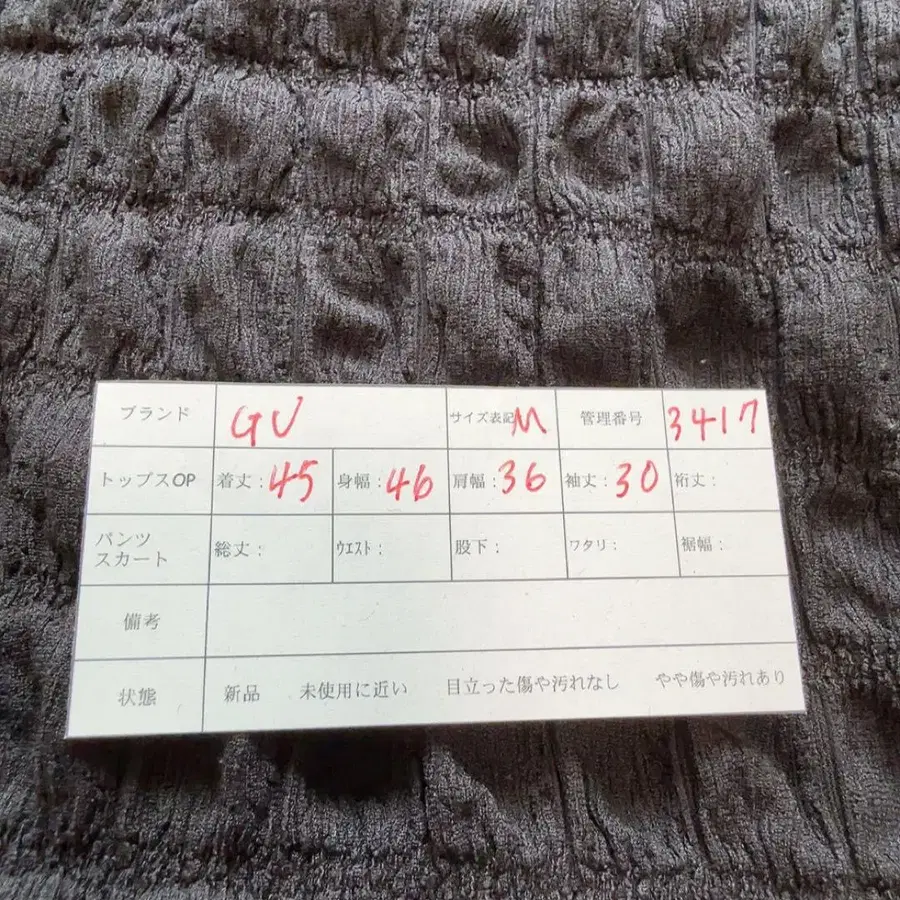 ブランド GU サイズ表記 M 管理番号 3417
トップスOP 着丈：45 身幅：46 肩幅：36 袖丈：30 裄丈：
パンツ スカート 総丈： ウエスト： 股下： ワタリ： 裾幅：
備考
状態 新品 未使用に近い 目立った傷や汚れなし やや傷や汚れあり